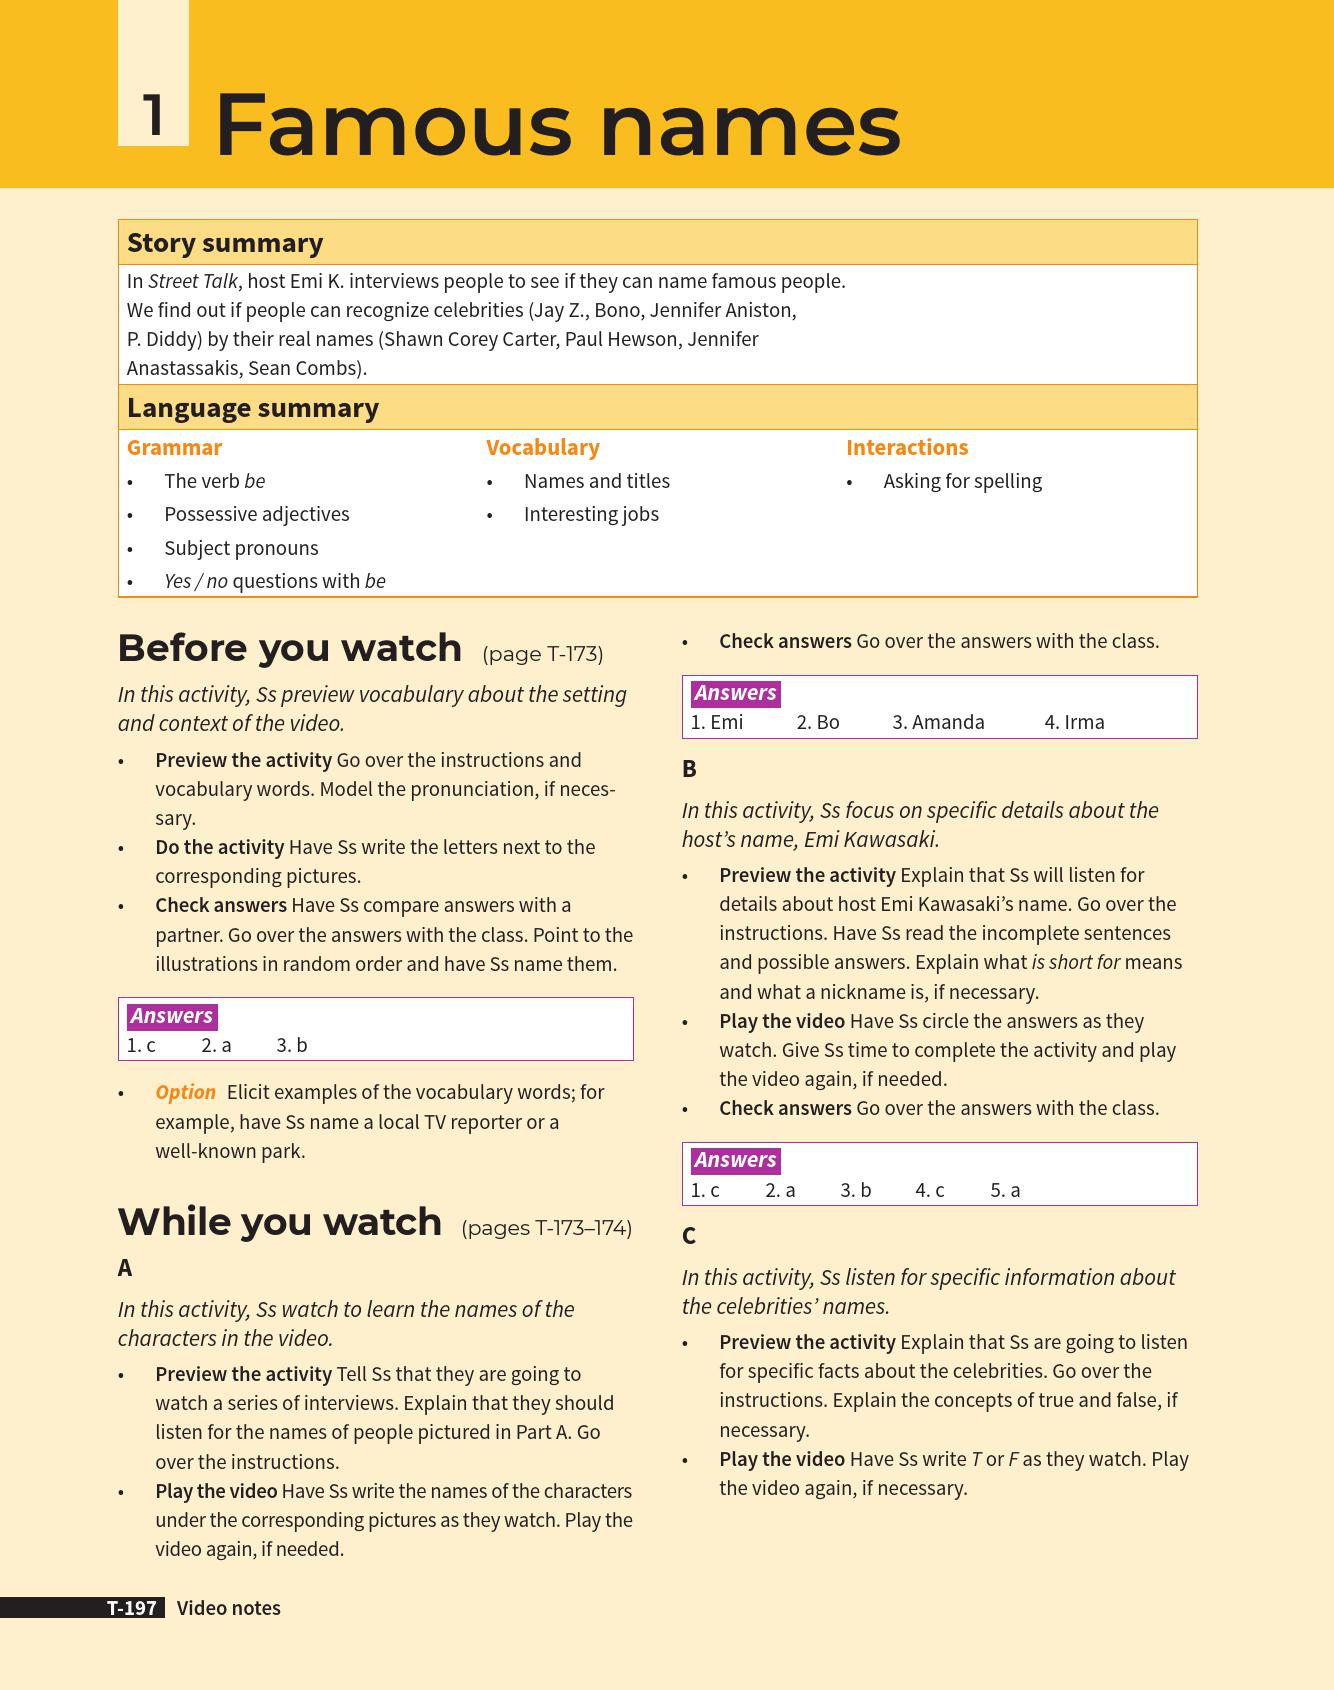 1
Famous names
Story summary
In Street Talk, host Emi K. interviews people to see if they can name famous people.
We find out if people can recognize celebrities (Jay Z., Bono, Jennifer Aniston,
P. Diddy) by their real names (Shawn Corey Carter, Paul Hewson, Jennifer
Anastassakis, Sean Combs).
Language summary
Grammar
• The verb be
• Possessive adjectives
• Subject pronouns
• Yes / no questions with be
Vocabulary
• Names and titles
• Interesting jobs
Interactions
• Asking for spelling
Before you watch (page T-173)
In this activity, Ss preview vocabulary about the setting
and context of the video.
• Preview the activity Go over the instructions and
vocabulary words. Model the pronunciation, if neces-
sary.
• Do the activity Have Ss write the letters next to the
corresponding pictures.
• Check answers Have Ss compare answers with a
partner. Go over the answers with the class. Point to the
illustrations in random order and have Ss name them.
Answers
1. c 2. a 3. b
• Option Elicit examples of the vocabulary words; for
example, have Ss name a local TV reporter or a
well-known park.
While you watch (pages T-173–174)
A
In this activity, Ss watch to learn the names of the
characters in the video.
• Preview the activity Tell Ss that they are going to
watch a series of interviews. Explain that they should
listen for the names of people pictured in Part A. Go
over the instructions.
• Play the video Have Ss write the names of the characters
under the corresponding pictures as they watch. Play the
video again, if needed.
• Check answers Go over the answers with the class.
Answers
1. Emi 2. Bo 3. Amanda 4. Irma
B
In this activity, Ss focus on specific details about the
host’s name, Emi Kawasaki.
• Preview the activity Explain that Ss will listen for
details about host Emi Kawasaki’s name. Go over the
instructions. Have Ss read the incomplete sentences
and possible answers. Explain what is short for means
and what a nickname is, if necessary.
• Play the video Have Ss circle the answers as they
watch. Give Ss time to complete the activity and play
the video again, if needed.
• Check answers Go over the answers with the class.
Answers
1. c 2. a 3. b 4. c 5. a
C
In this activity, Ss listen for specific information about
the celebrities’ names.
• Preview the activity Explain that Ss are going to listen
for specific facts about the celebrities. Go over the
instructions. Explain the concepts of true and false, if
necessary.
• Play the video Have Ss write T or F as they watch. Play
the video again, if necessary.
T-197 Video notes